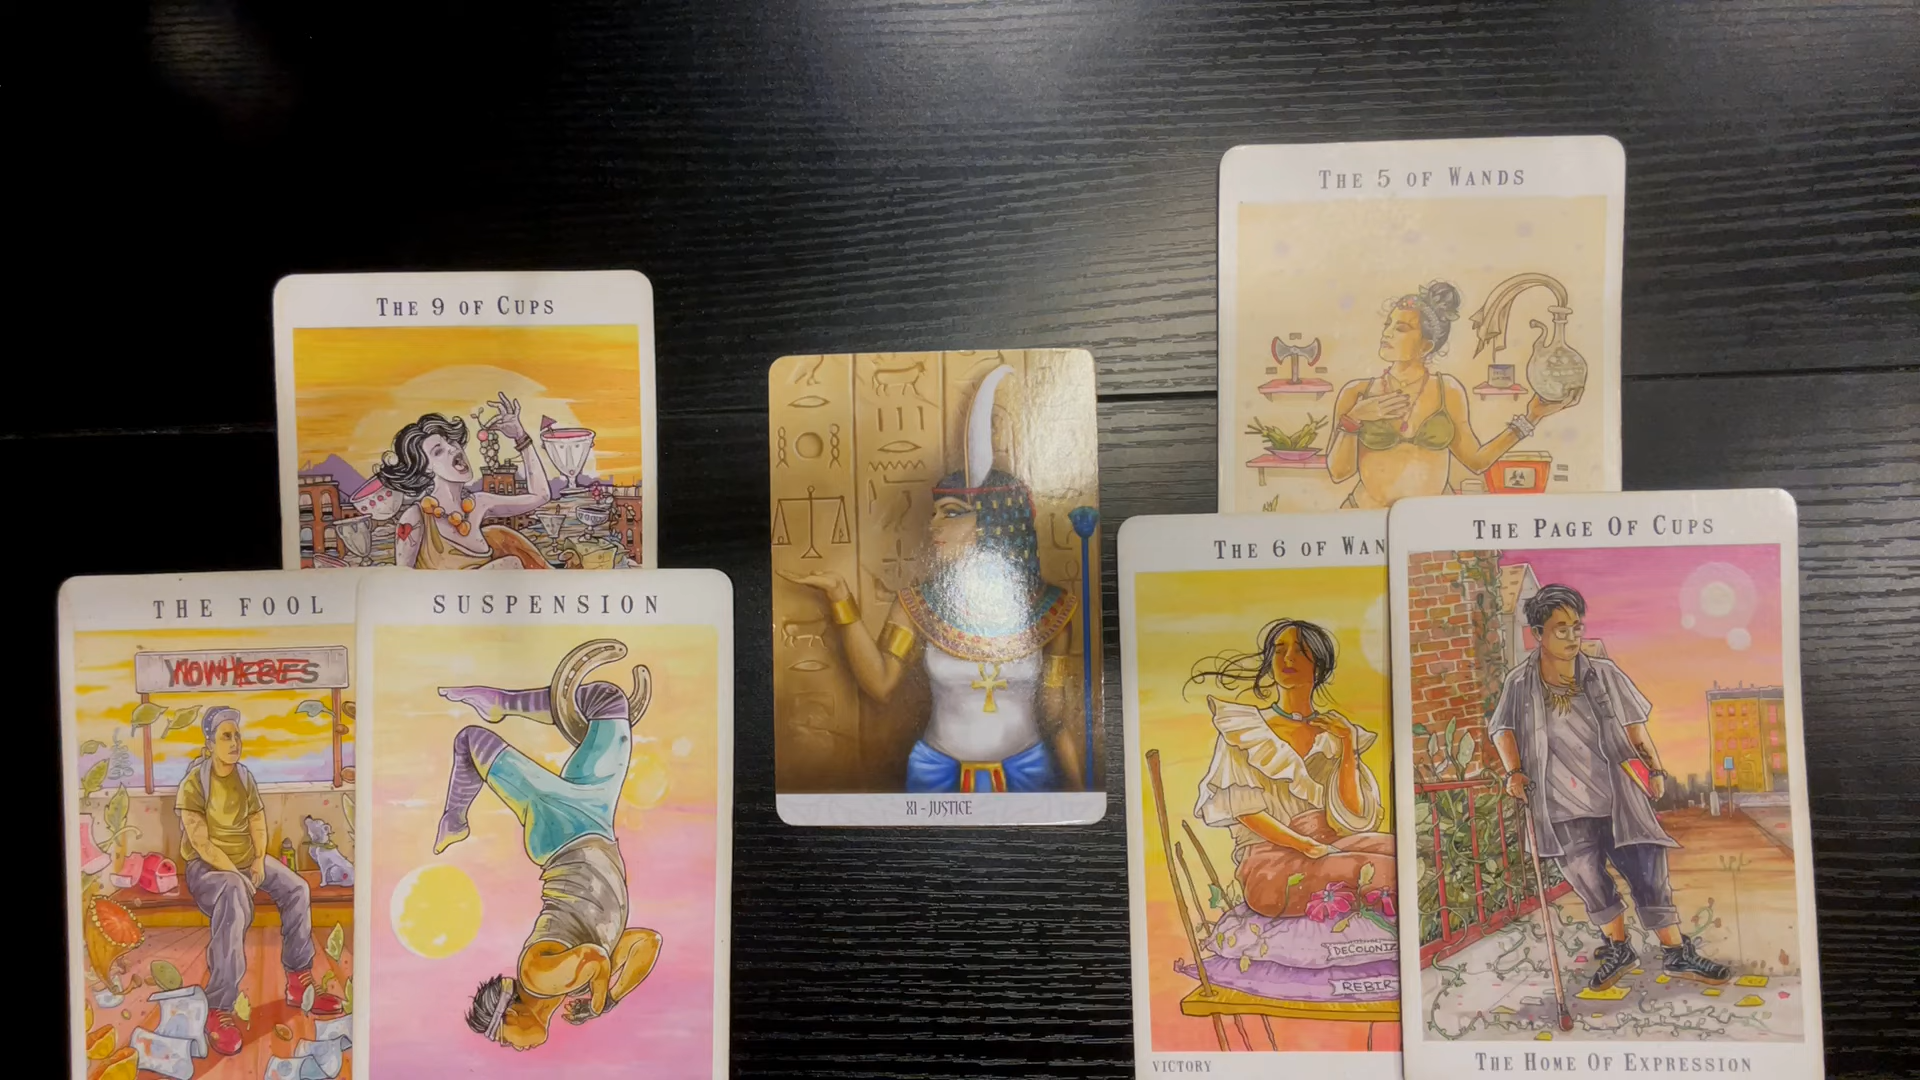 THE 9 OF CUPS
THE FOOL
SUSPENSION
XI - JUSTICE
THE 5 OF WANDS
THE 6 OF WAN
DECOLONIZ
REBIR
VICTORY
THE PAGE OF CUPS
THE HOME OF EXPRESSION